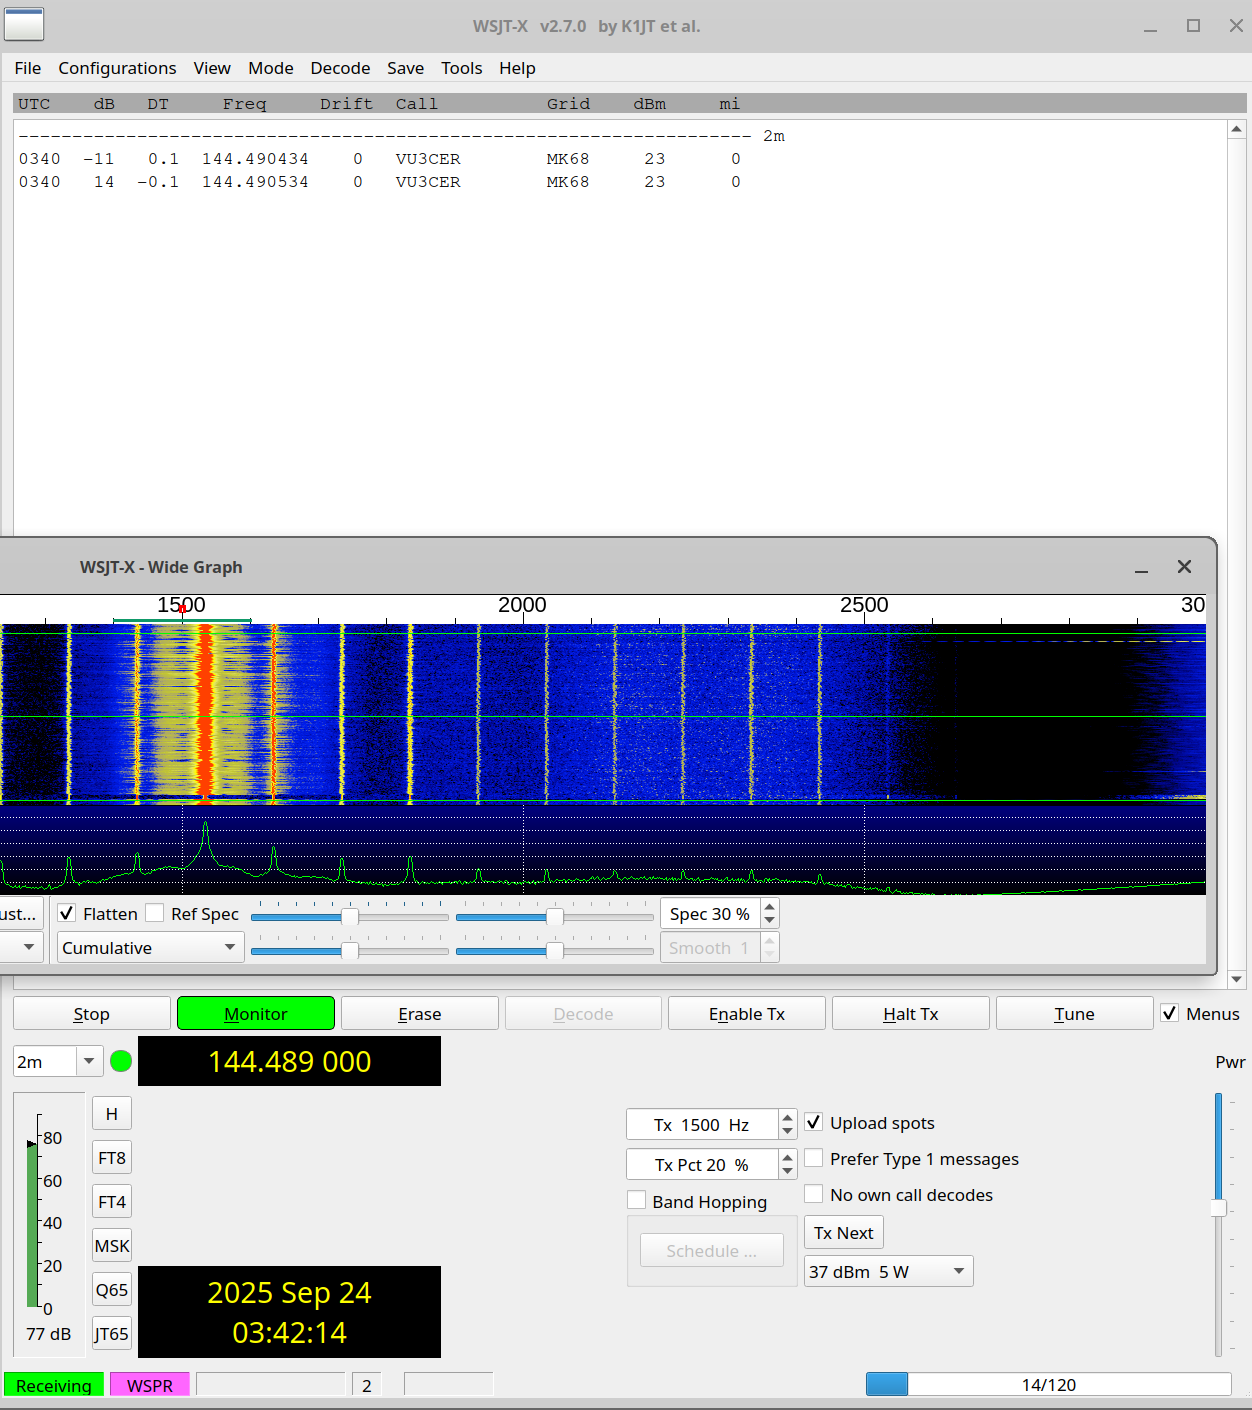 WSJT-X v2.7.0 by K1JT et al.
File Configurations View Mode Decode Save Tools Help
UTC dB DT Freq Drift Call Grid dBm mi
-------------------------------------------------------------------- 2m
0340 -11 0.1 144.490434 0 VU3CER MK68 23 0
0340 14 -0.1 144.490534 0 VU3CER MK68 23 0
WSJT-X - Wide Graph
1500 2000 2500 30
ust... Flatten Ref Spec Spec 30 %
Cumulative Smooth 1
Stop Monitor Erase Decode Enable Tx Halt Tx Tune Menus
2m 144.489 000 Pwr
H
Tx 1500 Hz Upload spots
80
FT8 Tx Pct 20 % Prefer Type 1 messages
60
FT4 Band Hopping No own call decodes
40
Tx Next
MSK Schedule ...
20
37 dBm 5 W
Q65 2025 Sep 24
0
77 dB JT65 03:42:14
Receiving WSPR 2 14/120